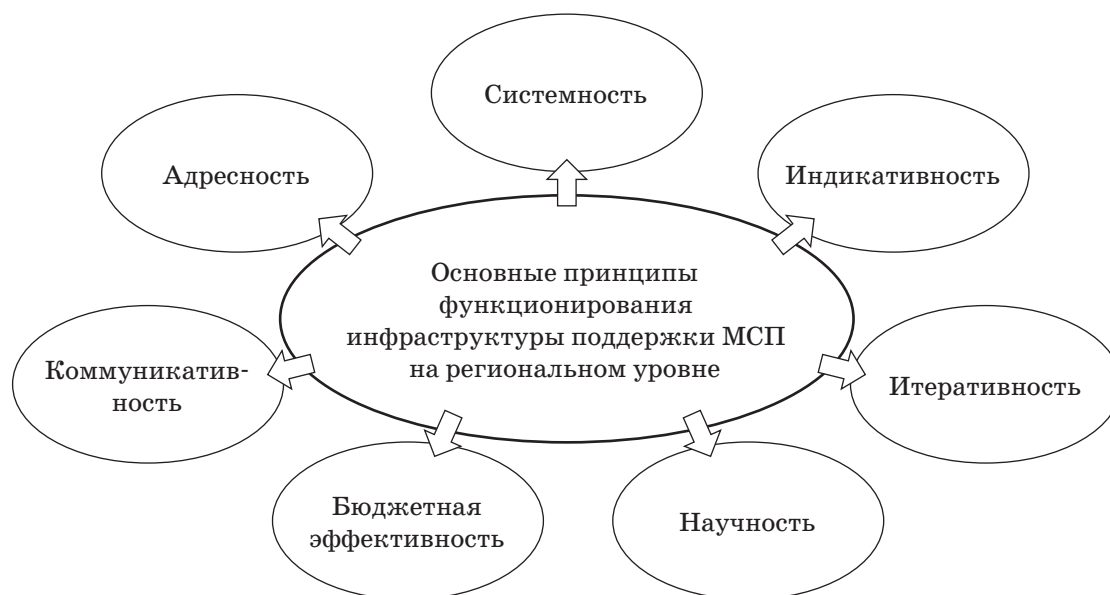 Системность
Адресность
Индикативность
Основные принципы
функционирования
инфраструктуры поддержки МСП
на региональном уровне
Коммуникатив-
ность
Итеративность
Бюджетная
эффективность
Научность